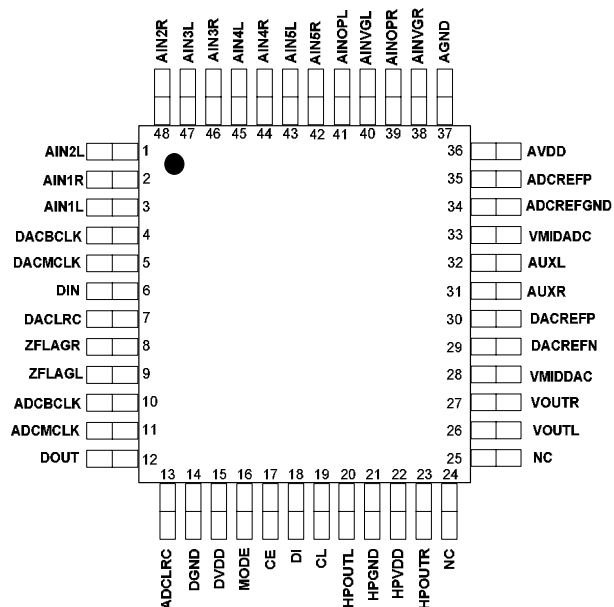 AIN2R AIN3L AIN3R AIN4L AIN4R AIN5L AIN5R AINOPL AINVGL AINOPR AINVGR AGND
48 47 46 45 44 43 42 41 40 39 38 37
AIN2L 1 36 AVDD
AIN1R 2 35 ADCREFP
AIN1L 3 34 ADCREFGND
DACBCLK 4 33 VMIDADC
DACMCLK 5 32 AUXL
DIN 6 31 AUXR
DACLRC 7 30 DACREFP
ZFLAGR 8 29 DACREFN
ZFLAGL 9 28 VMIDDAC
ADCBCLK 10 27 VOUTR
ADCMCLK 11 26 VOUTL
DOUT 12 25 NC
13 14 15 16 17 18 19 20 21 22 23 24
ADCLRC DGND DVDD MODE CE DI CL HPOUTL HPGND HPVDD HPOUTR NC